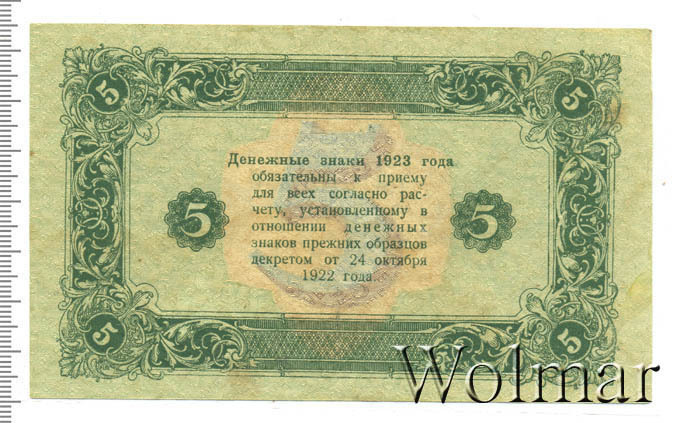 5 5
Денежные знаки 1923 года
обязательны к приему
для всех согласно рас-
чету, установленному в
отношении денежных
знаков прежних образцов
декретом от 24 октября
1922 года.
5 5
5 5
Wolmar